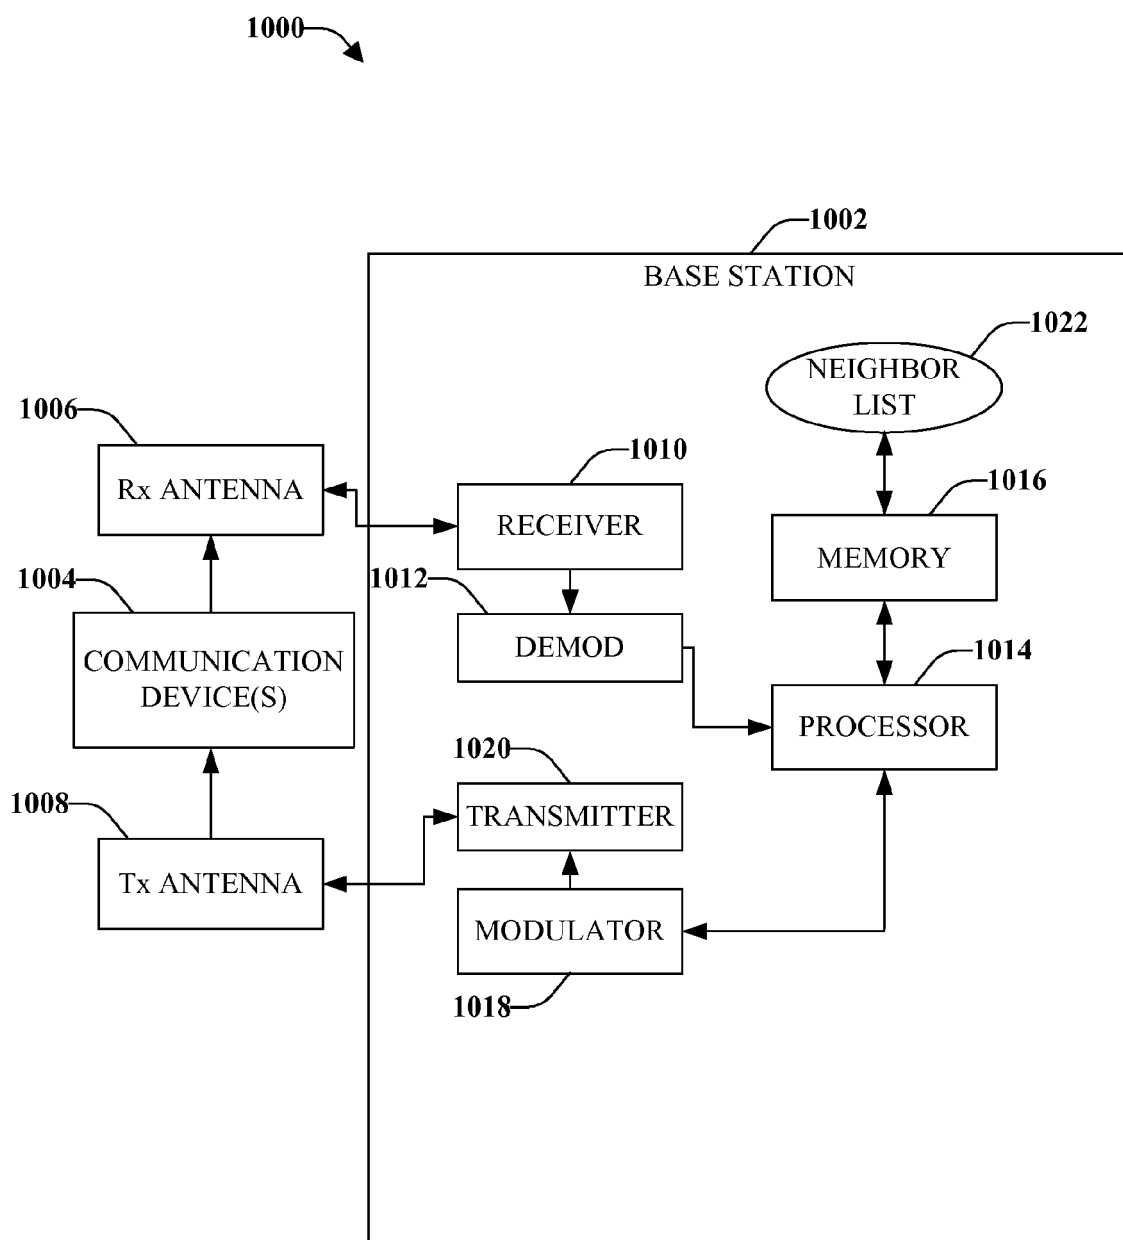 1000
1002
BASE STATION
1022
NEIGHBOR
LIST
1006
Rx ANTENNA
1010
RECEIVER
1016
MEMORY
1004
COMMUNICATION
DEVICE(S)
1012
DEMOD
1014
PROCESSOR
1020
TRANSMITTER
1008
Tx ANTENNA
MODULATOR
1018